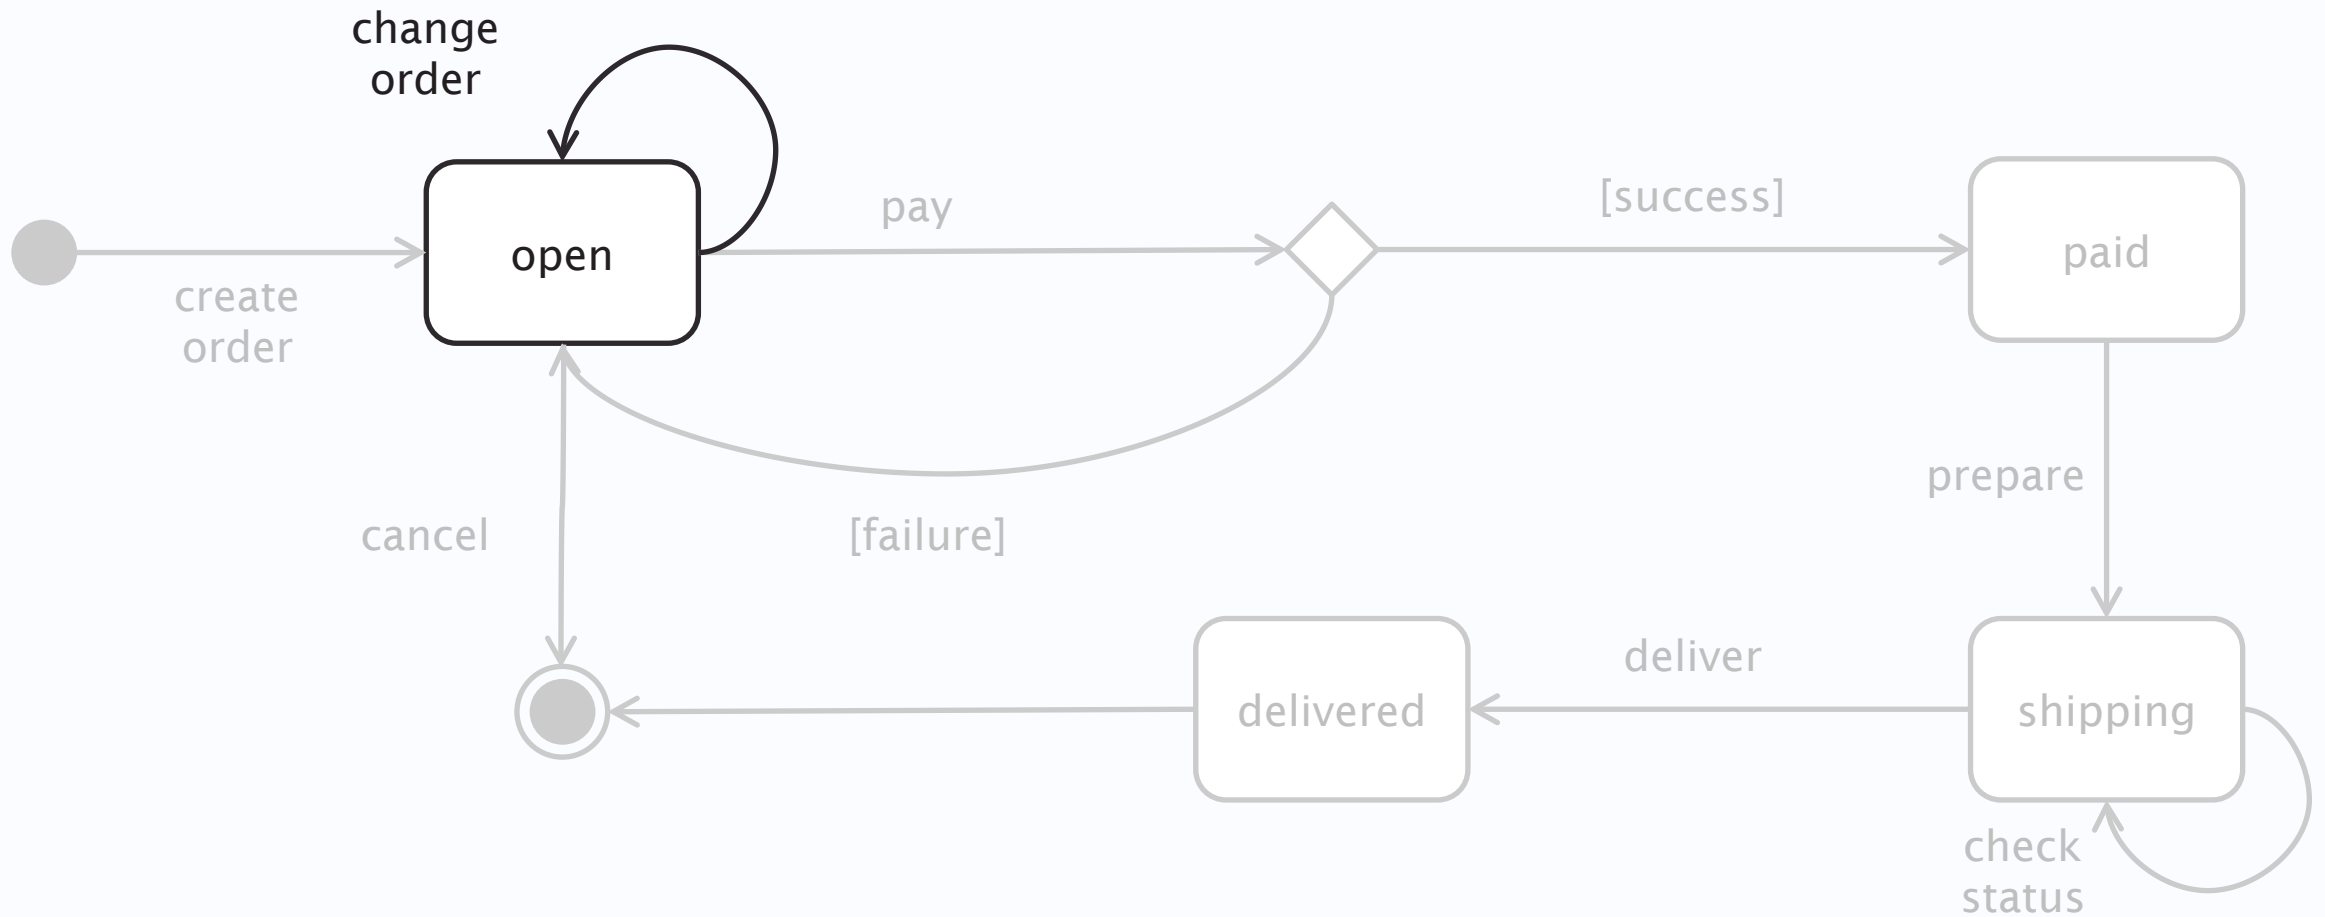 change
order
pay
[success]
open
paid
create
order
prepare
cancel
[failure]
deliver
delivered
shipping
check
status